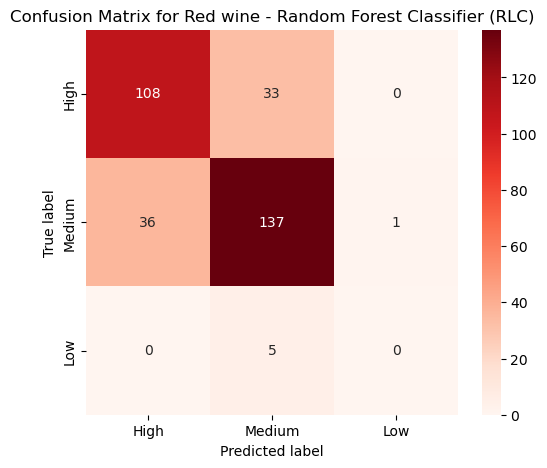 Confusion Matrix for Red wine - Random Forest Classifier (RLC)
True label
High
Medium
Low
108 33 0
36 137 1
0 5 0
High Medium Low
Predicted label
120
100
80
60
40
20
0